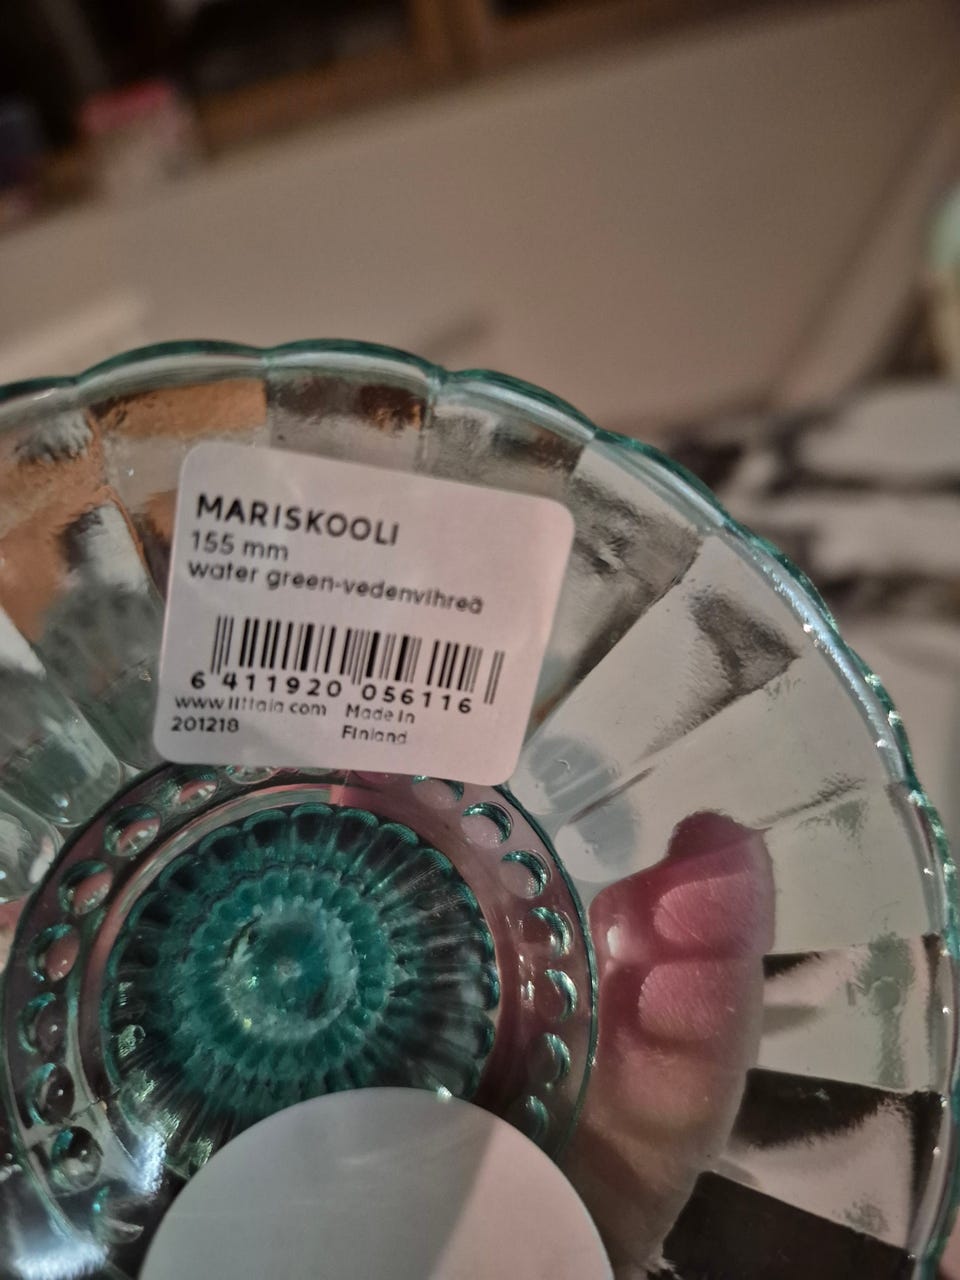 MARISKOOLI
155 mm
water green-vedenvihreä
6 411920 056116
www.iittala.com Made in
201218 Finland